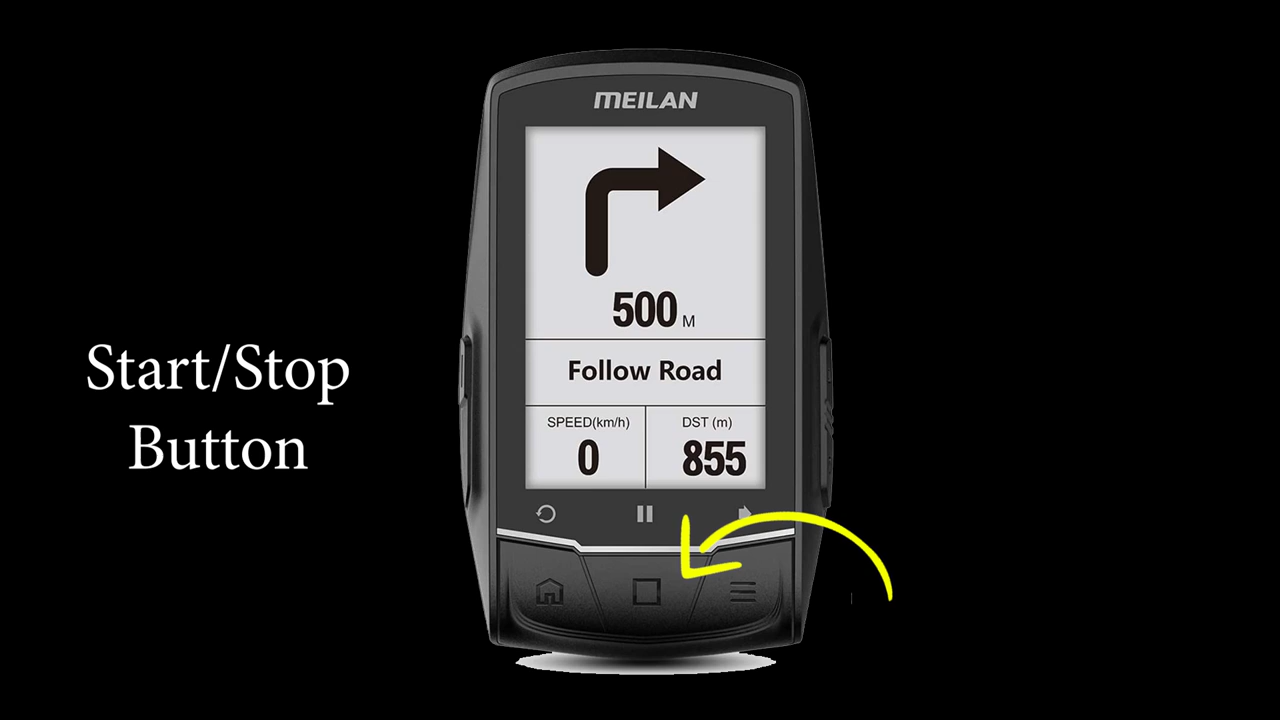 MEILAN
500 M
Follow Road
SPEED(km/h) DST (m)
0 855
Start/Stop
Button